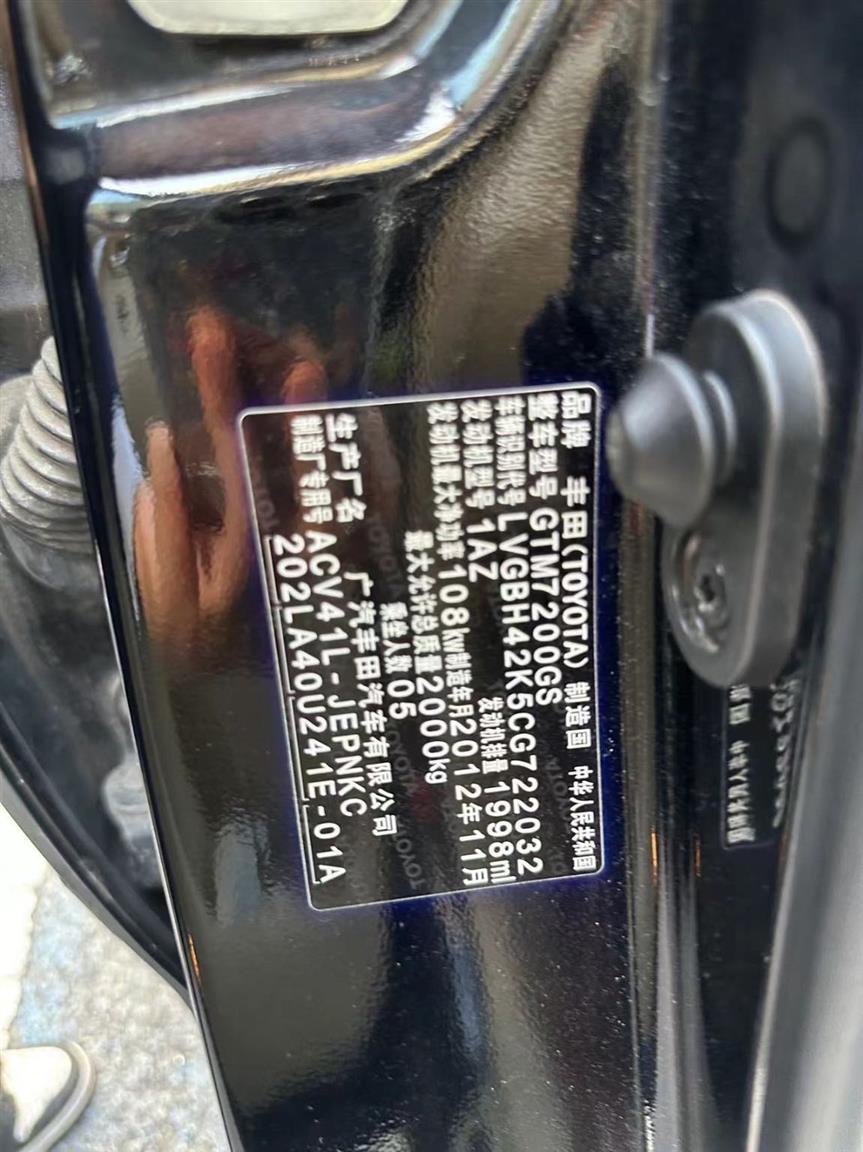 品牌 丰田(TOYOTA) 制造国 中华人民共和国
整车型号 GTM7200GS
车辆识别代号 LVGBH42K5CG722032
发动机型号 1AZ 发动机排量 1998ml
发动机最大净功率 108kw 制造年月 2012年11月
最大允许总质量 2000kg
乘坐人数 05
生产厂名 广汽丰田汽车有限公司
制造厂专用号 ACV41L-JEPNKC
202LA40U241E-01A